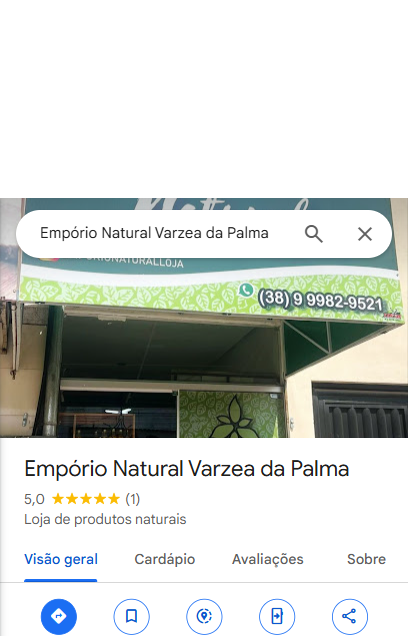 Natural
Empório Natural Varzea da Palma
(38) 9 9982-9521
Empório Natural Varzea da Palma
5,0 (1)
Loja de produtos naturais
Visão geral Cardápio Avaliações Sobre